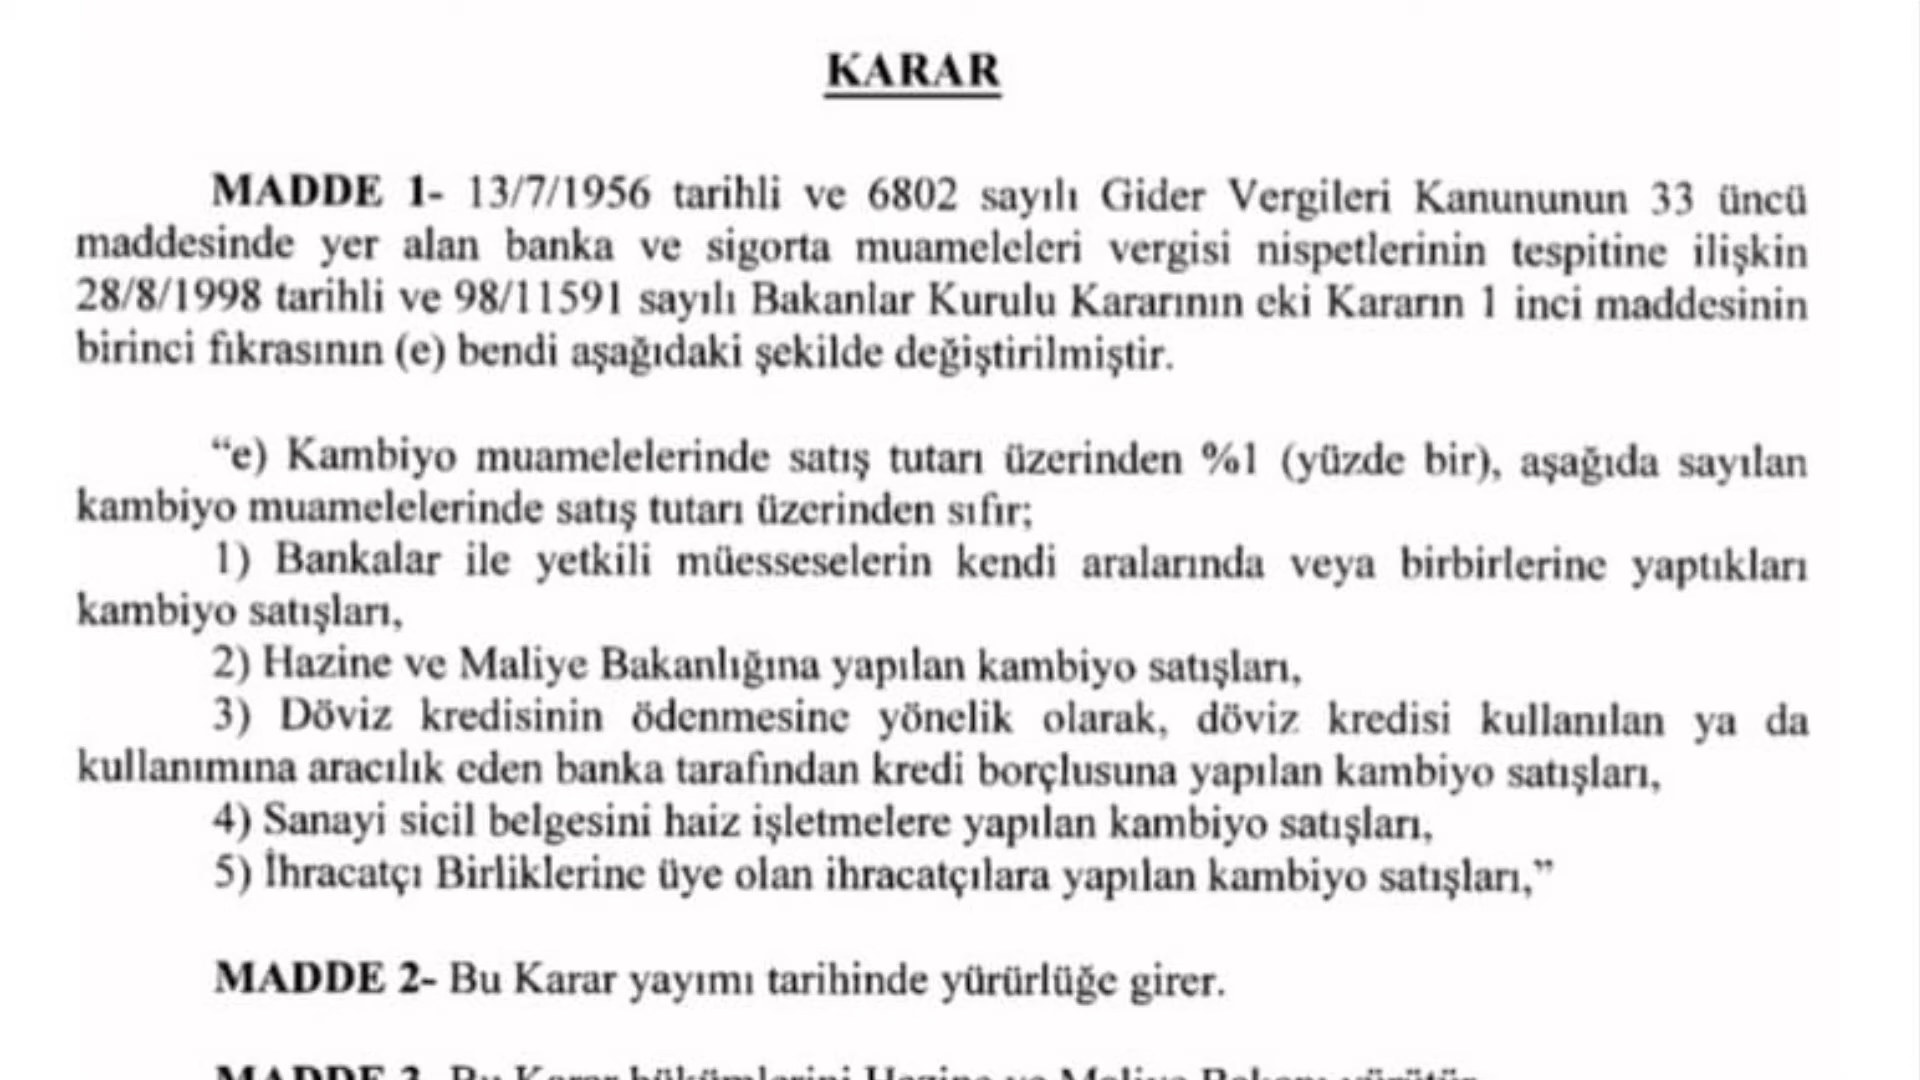 KARAR
MADDE 1- 13/7/1956 tarihli ve 6802 sayılı Gider Vergileri Kanununun 33 üncü
maddesinde yer alan banka ve sigorta muameleleri vergisi nispetlerinin tespitine ilişkin
28/8/1998 tarihli ve 98/11591 sayılı Bakanlar Kurulu Kararının eki Kararın 1 inci maddesinin
birinci fıkrasının (e) bendi aşağıdaki şekilde değiştirilmiştir.
“e) Kambiyo muamelelerinde satış tutarı üzerinden %1 (yüzde bir), aşağıda sayılan
kambiyo muamelelerinde satış tutarı üzerinden sıfır;
1) Bankalar ile yetkili müesseselerin kendi aralarında veya birbirlerine yaptıkları
kambiyo satışları,
2) Hazine ve Maliye Bakanlığına yapılan kambiyo satışları,
3) Döviz kredisinin ödenmesine yönelik olarak, döviz kredisi kullanılan ya da
kullanımına aracılık eden banka tarafından kredi borçlusuna yapılan kambiyo satışları,
4) Sanayi sicil belgesini haiz işletmelere yapılan kambiyo satışları,
5) İhracatçı Birliklerine üye olan ihracatçılara yapılan kambiyo satışları,”
MADDE 2- Bu Karar yayımı tarihinde yürürlüğe girer.
MADDE 3- Bu Karar hükümlerini Hazine ve Maliye Bakanı yürütür.